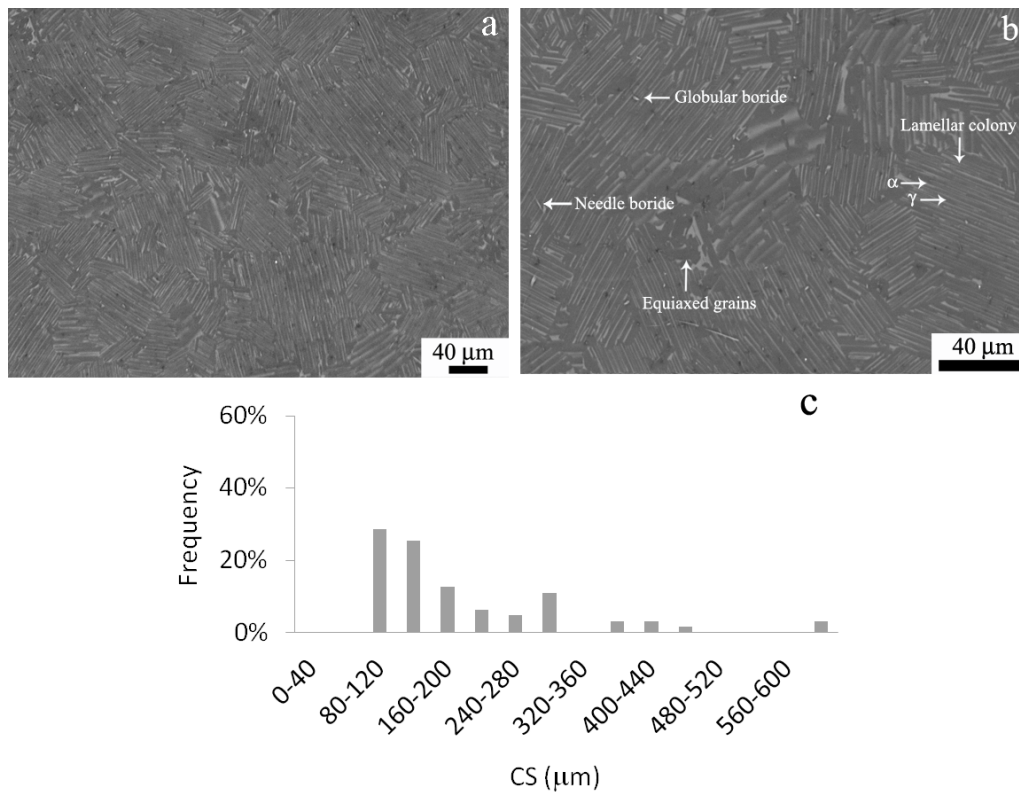 a
40 μm
b
Globular boride
Lamellar colony
α
γ
Needle boride
Equiaxed grains
40 μm
c
60%
40%
20%
0%
Frequency
0-40
80-120
160-200
240-280
320-360
400-440
480-520
560-600
CS (μm)